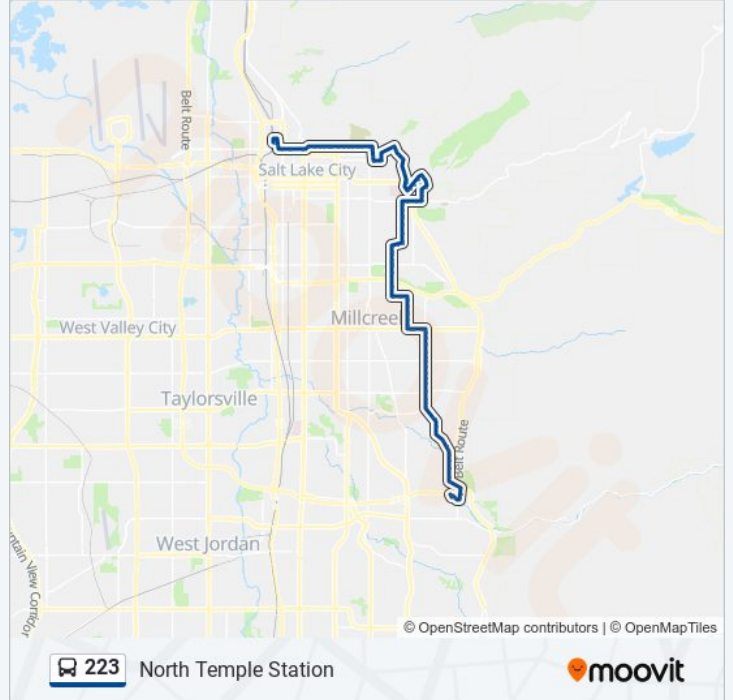 Belt Route
Salt Lake City
Millcree
West Valley City
Taylorsville
Belt Route
West Jordan
ntain View Corridor
© OpenStreetMap contributors | © OpenMapTiles
223 North Temple Station
moovit